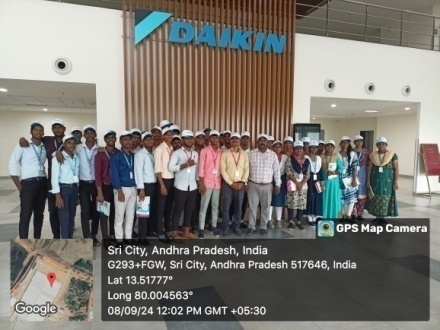 DAIKIN
GPS Map Camera
Sri City, Andhra Pradesh, India
G293+FGW, Sri City, Andhra Pradesh 517646, India
Lat 13.51777°
Long 80.004563°
08/09/24 12:02 PM GMT +05:30
Google